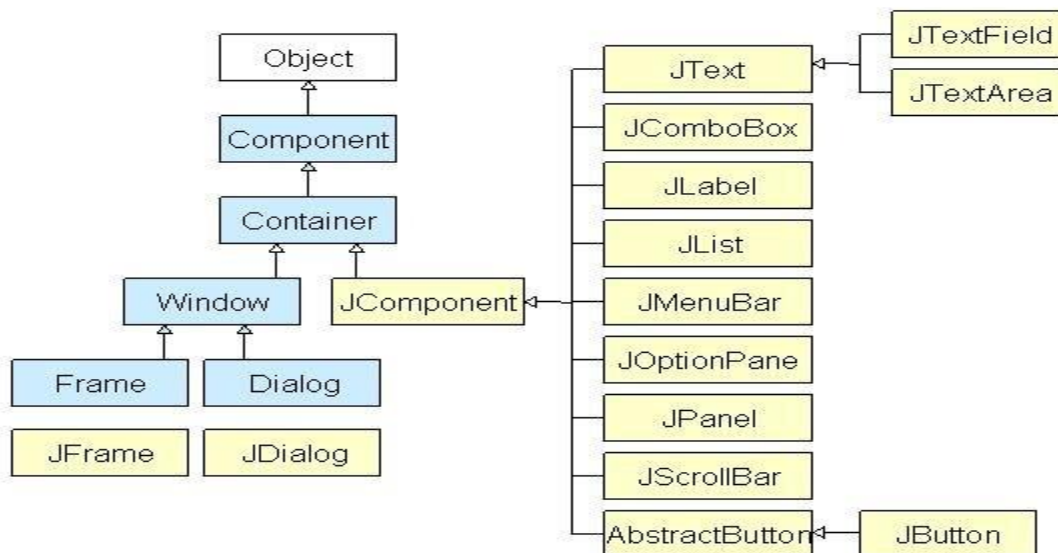 Object
Component
Container
Window
JComponent
Frame
Dialog
JFrame
JDialog
JText
JComboBox
JLabel
JList
JMenuBar
JOptionPane
JPanel
JScrollBar
AbstractButton
JTextField
JTextArea
JButton